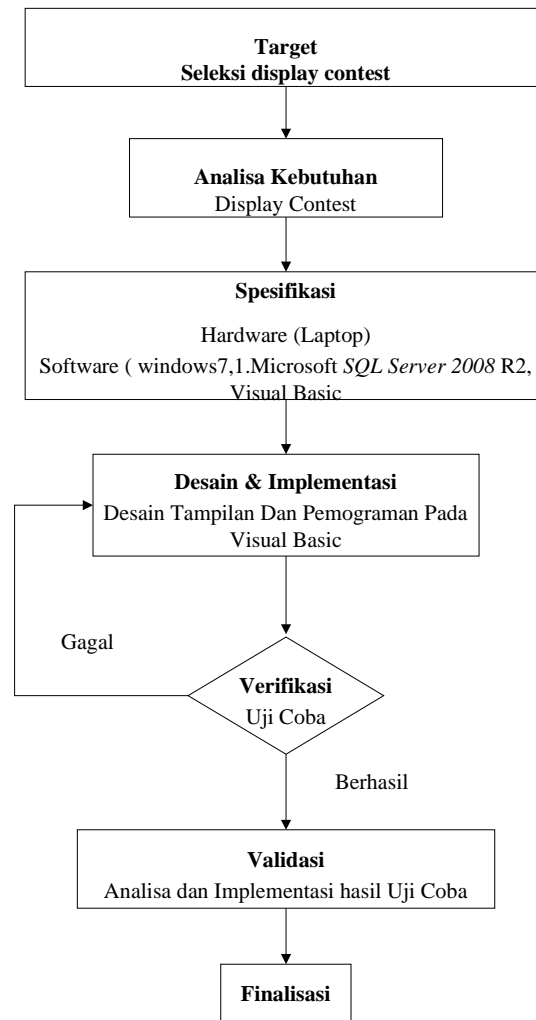 Target
Seleksi display contest
Analisa Kebutuhan
Display Contest
Spesifikasi
Hardware (Laptop)
Software ( windows7,1.Microsoft SQL Server 2008 R2,
Visual Basic
Desain & Implementasi
Desain Tampilan Dan Pemograman Pada
Visual Basic
Gagal
Verifikasi
Uji Coba
Berhasil
Validasi
Analisa dan Implementasi hasil Uji Coba
Finalisasi